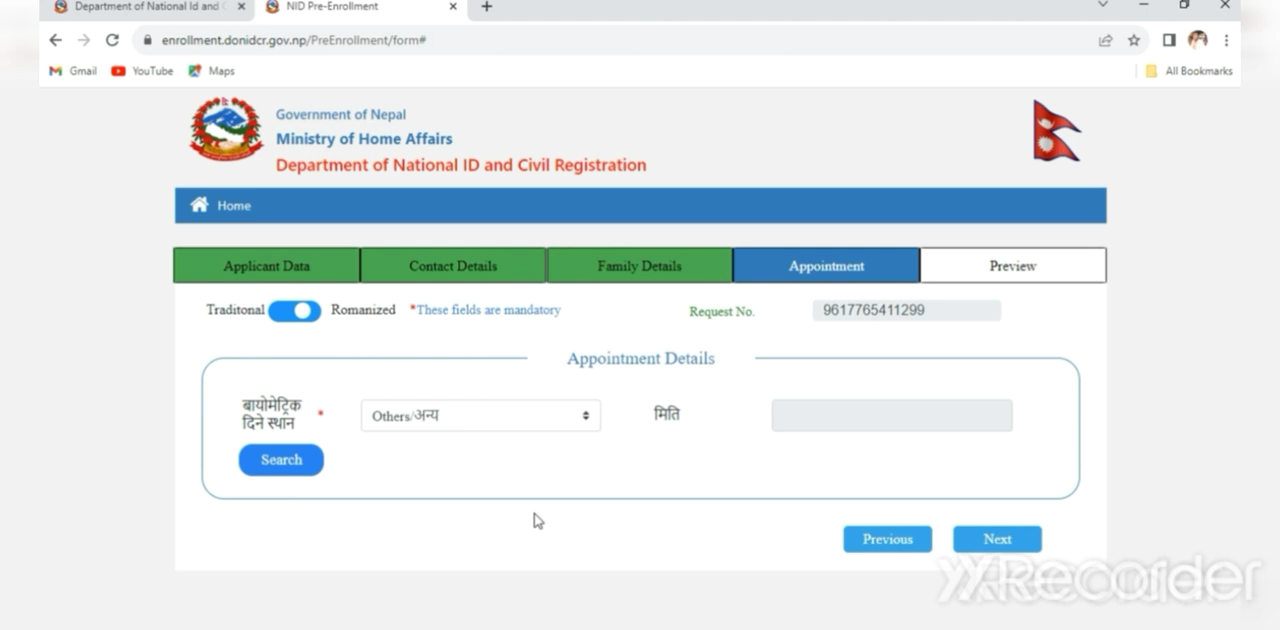 Department of National Id and
NID Pre-Enrollment
enrollment.donidcr.gov.np/PreEnrollment/form#
Gmail YouTube Maps All Bookmarks
Government of Nepal
Ministry of Home Affairs
Department of National ID and Civil Registration
Home
Applicant Data Contact Details Family Details Appointment Preview
Traditonal Romanized *These fields are mandatory Request No. 9617765411299
Appointment Details
बायोमेट्रिक
दिने स्थान * Others/अन्य मिति
Search
Previous Next
XRecorder